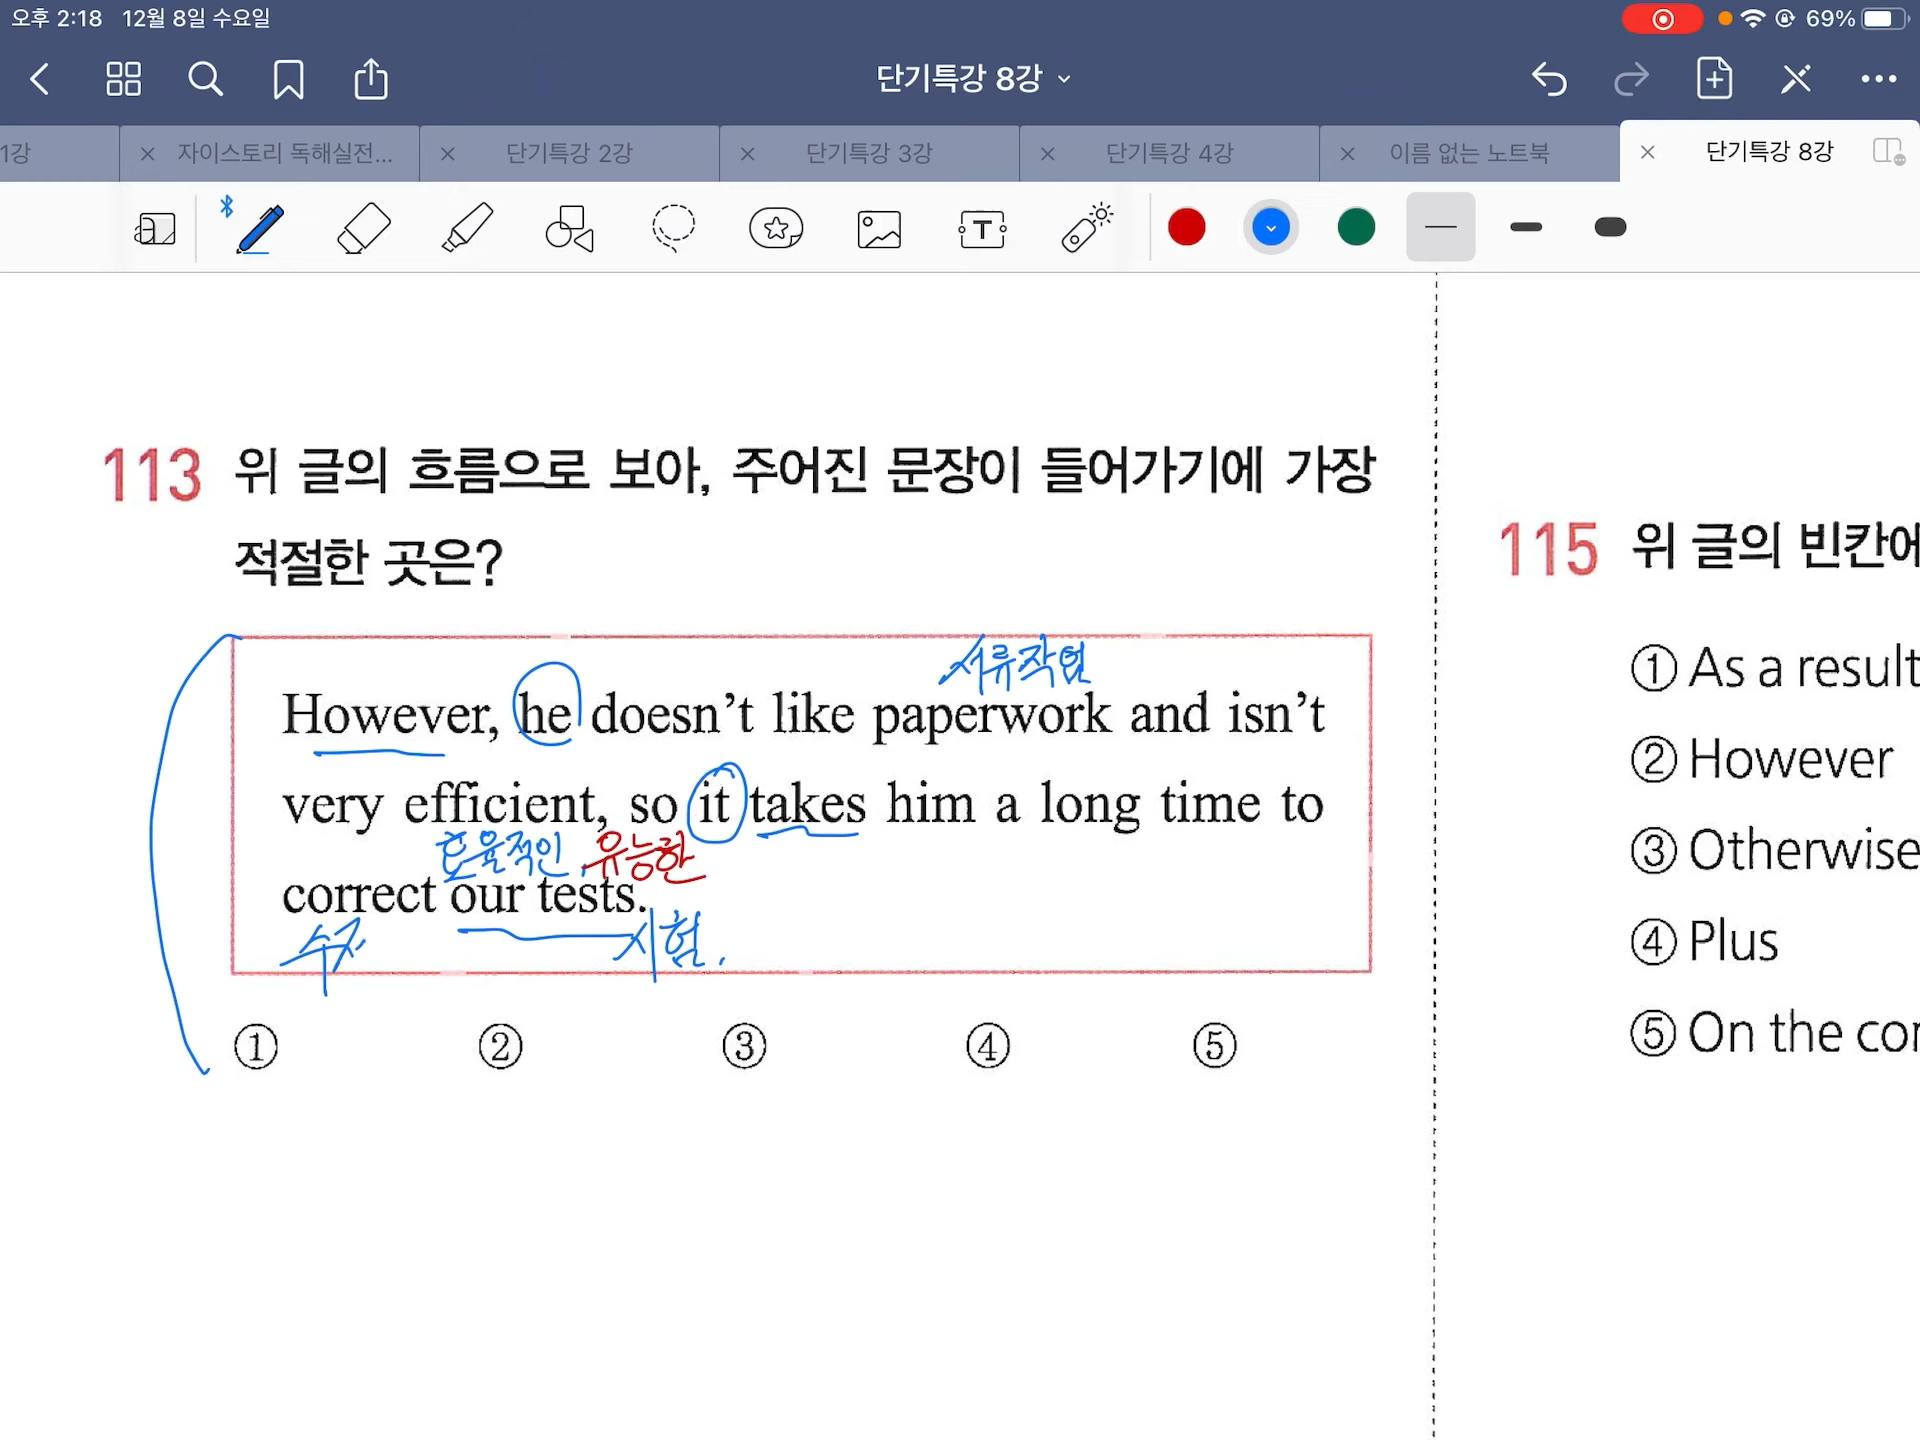 오후 2:18 12월 8일 수요일 69%
단기특강 8강
1강 자이스토리 독해실전... 단기특강 2강 단기특강 3강 단기특강 4강 이름 없는 노트북 단기특강 8강
113 위 글의 흐름으로 보아, 주어진 문장이 들어가기에 가장
적절한 곳은?
서류작업
However, he doesn't like paperwork and isn't
very efficient, so it takes him a long time to
효율적인, 유능한
correct our tests.
수정 시험.
① ② ③ ④ ⑤
115 위 글의 빈칸에
① As a result
② However
③ Otherwise
④ Plus
⑤ On the